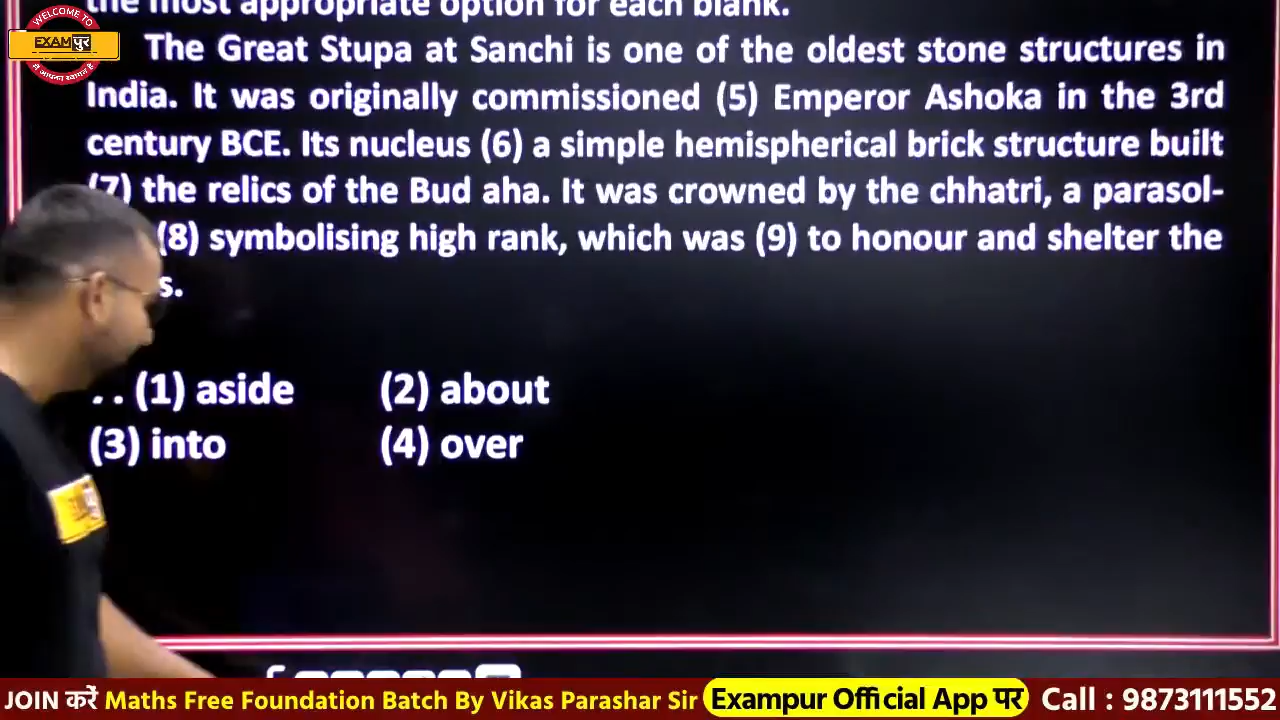 the most appropriate option for each blank.
WELCOME TO
EXAMपुर
में आपका स्वागत है
The Great Stupa at Sanchi is one of the oldest stone structures in
India. It was originally commissioned (5) Emperor Ashoka in the 3rd
century BCE. Its nucleus (6) a simple hemispherical brick structure built
(7) the relics of the Bud aha. It was crowned by the chhatri, a parasol-
(8) symbolising high rank, which was (9) to honour and shelter the
s.
(1) aside (2) about
(3) into (4) over
JOIN करें Maths Free Foundation Batch By Vikas Parashar Sir Exampur Official App पर Call : 9873111552